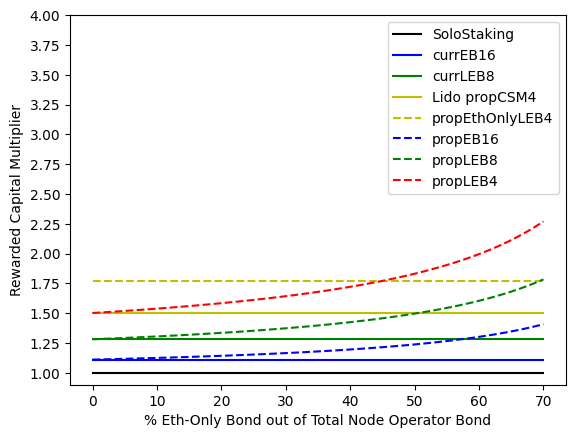 4.00
3.75
3.50
3.25
3.00
2.75
2.50
2.25
2.00
1.75
1.50
1.25
1.00
Rewarded Capital Multiplier
SoloStaking
currEB16
currLEB8
Lido propCSM4
propEthOnlyLEB4
propEB16
propLEB8
propLEB4
0 10 20 30 40 50 60 70
% Eth-Only Bond out of Total Node Operator Bond